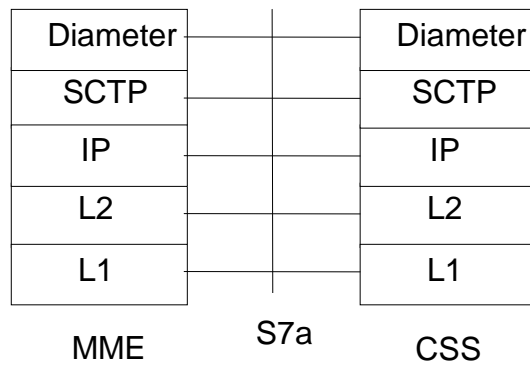 Diameter Diameter
SCTP SCTP
IP IP
L2 L2
L1 L1
MME S7a CSS